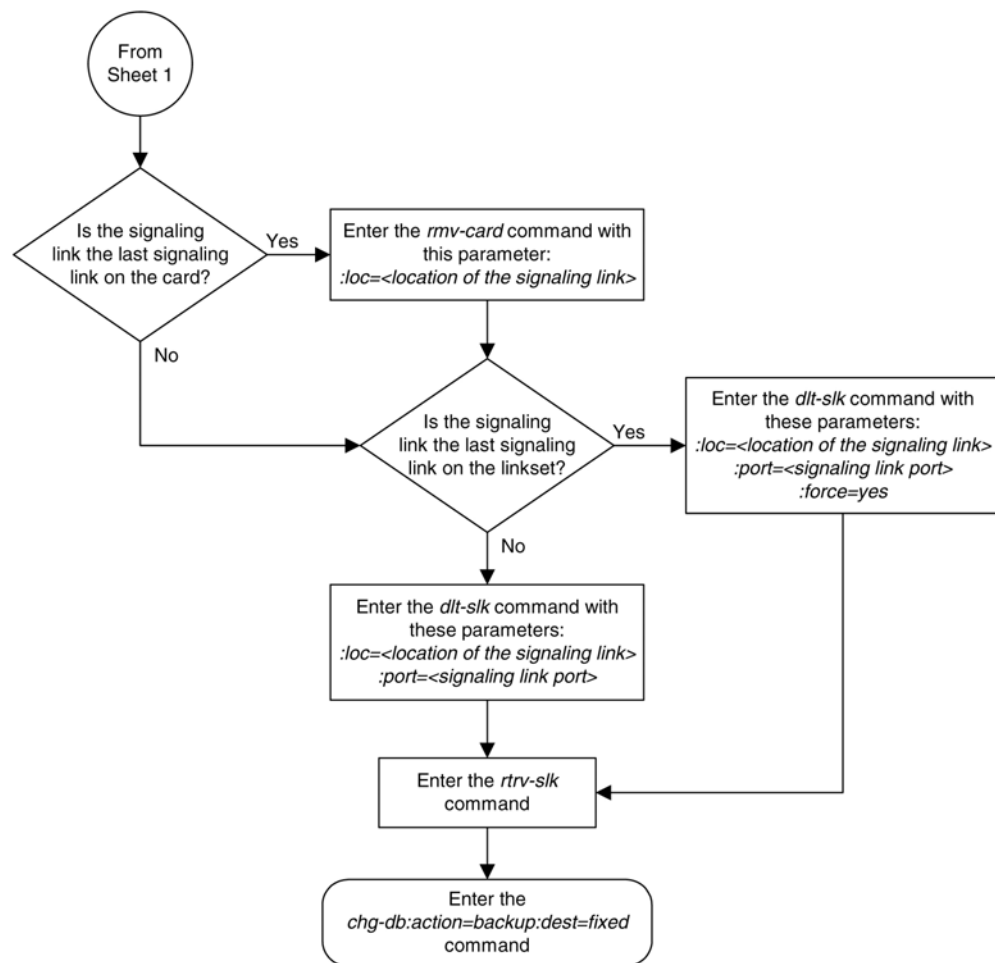 From
Sheet 1
Is the signaling
link the last signaling
link on the card?
Yes
Enter the rmv-card command with
this parameter:
:loc=<location of the signaling link>
No
Is the signaling
link the last signaling
link on the linkset?
Yes
Enter the dlt-slk command with
these parameters:
:loc=<location of the signaling link>
:port=<signaling link port>
:force=yes
No
Enter the dlt-slk command with
these parameters:
:loc=<location of the signaling link>
:port=<signaling link port>
Enter the rtrv-slk
command
Enter the
chg-db:action=backup:dest=fixed
command